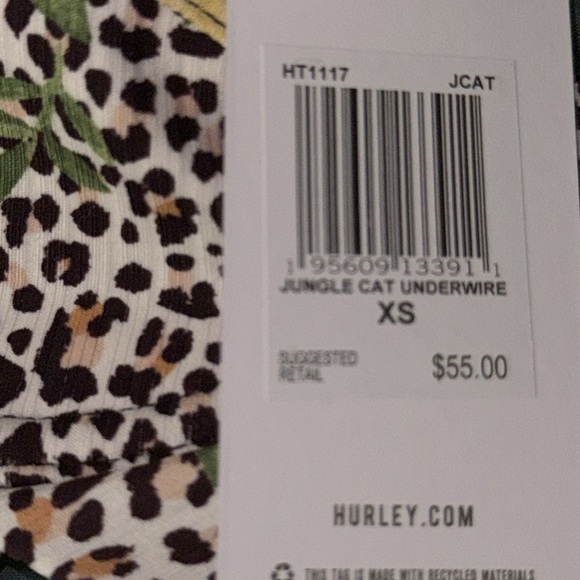 HT1117 JCAT
1 95609 13391 1
JUNGLE CAT UNDERWIRE
XS
SUGGESTED
RETAIL $55.00
HURLEY.COM
THIS TAG IS MADE WITH RECYCLED MATERIALS